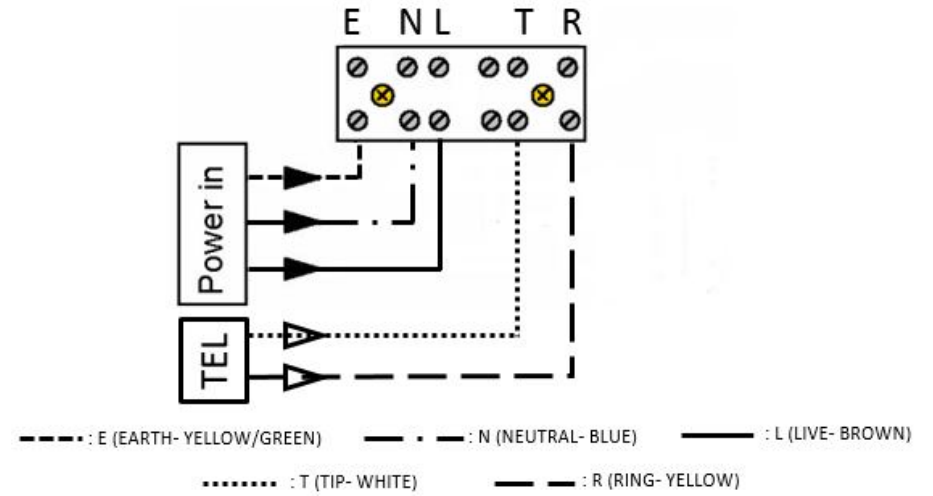 E N L T R
Power in
TEL
: E (EARTH- YELLOW/GREEN) : N (NEUTRAL- BLUE) : L (LIVE- BROWN)
: T (TIP- WHITE) : R (RING- YELLOW)